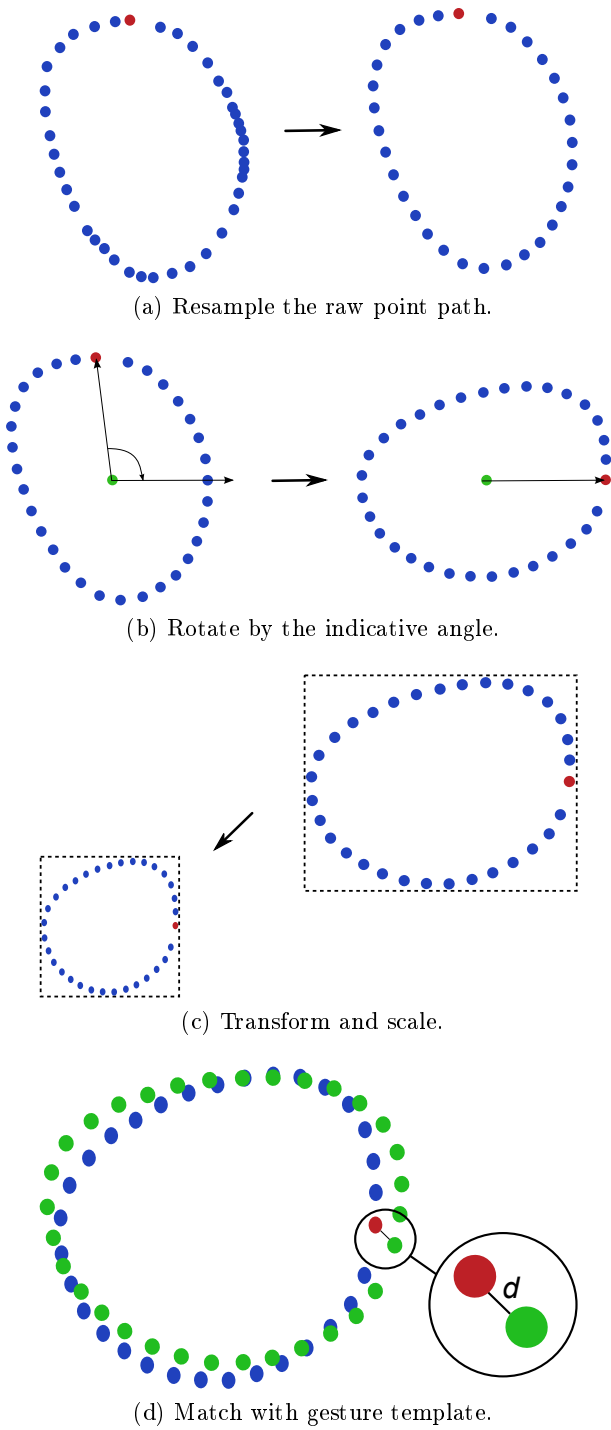 (a) Resample the raw point path.
(b) Rotate by the indicative angle.
(c) Transform and scale.
d
(d) Match with gesture template.